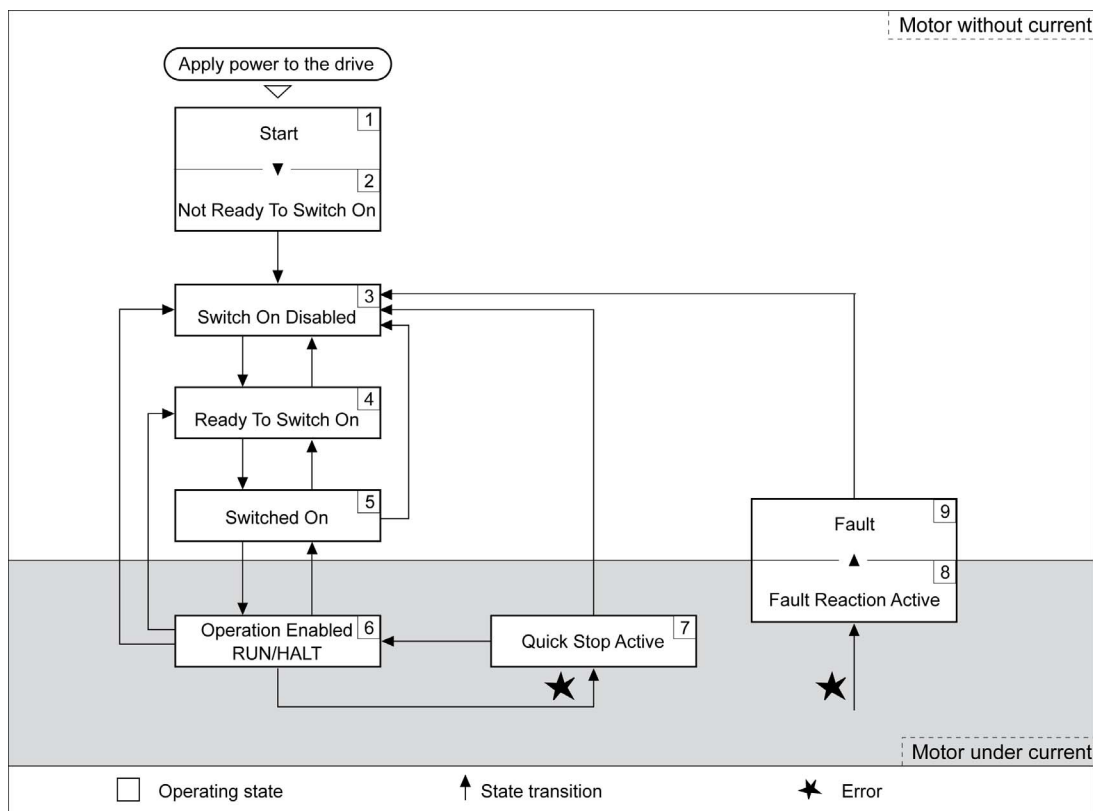 Motor without current
Apply power to the drive
1
Start
2
Not Ready To Switch On
3
Switch On Disabled
4
Ready To Switch On
5
Switched On
9
Fault
8
Fault Reaction Active
6
Operation Enabled
RUN/HALT
7
Quick Stop Active
Motor under current
Operating state
State transition
Error